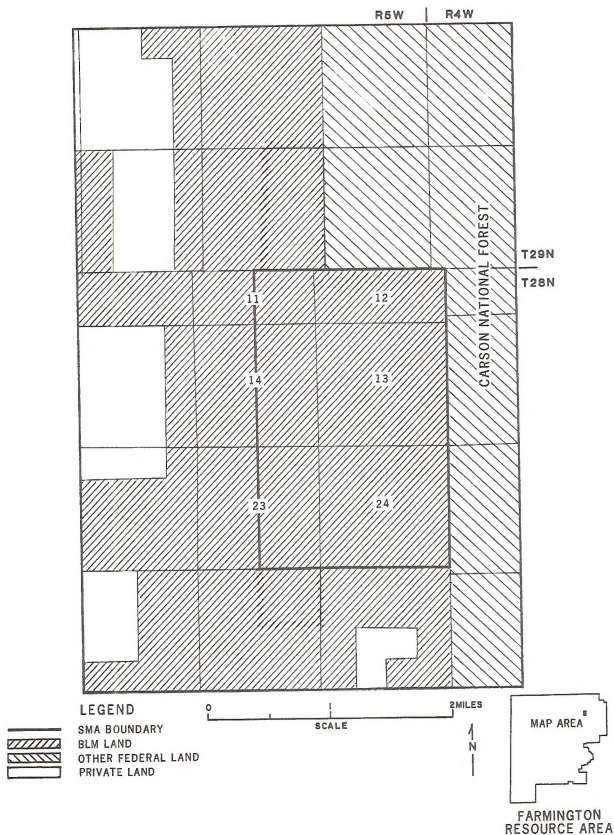 R5W | R4W
T29N
T28N
CARSON NATIONAL FOREST
11
12
14
13
23
24
LEGEND
SMA BOUNDARY
BLM LAND
OTHER FEDERAL LAND
PRIVATE LAND
0 1 2MILES
SCALE
N
MAP AREA
FARMINGTON
RESOURCE AREA